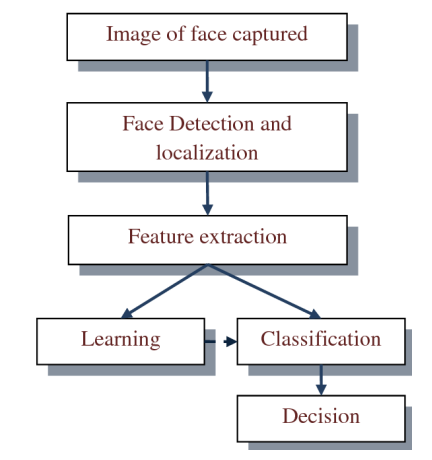 Image of face captured
Face Detection and
localization
Feature extraction
Learning
Classification
Decision